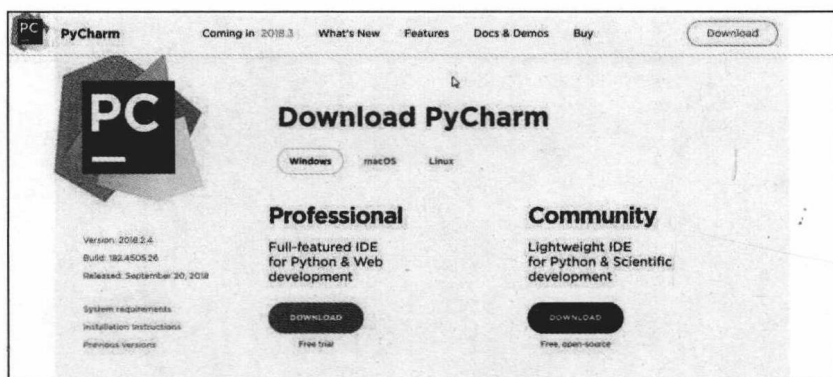 PC PyCharm Coming in 2018.3 What's New Features Docs & Demos Buy Download
PC
Download PyCharm
Windows macOS Linux
Version: 2018.2.4
Build: 182.4505.26
Released: September 20, 2018
System requirements
Installation Instructions
Previous versions
Professional
Full-featured IDE
for Python & Web
development
DOWNLOAD
Free trial
Community
Lightweight IDE
for Python & Scientific
development
DOWNLOAD
Free, open-source